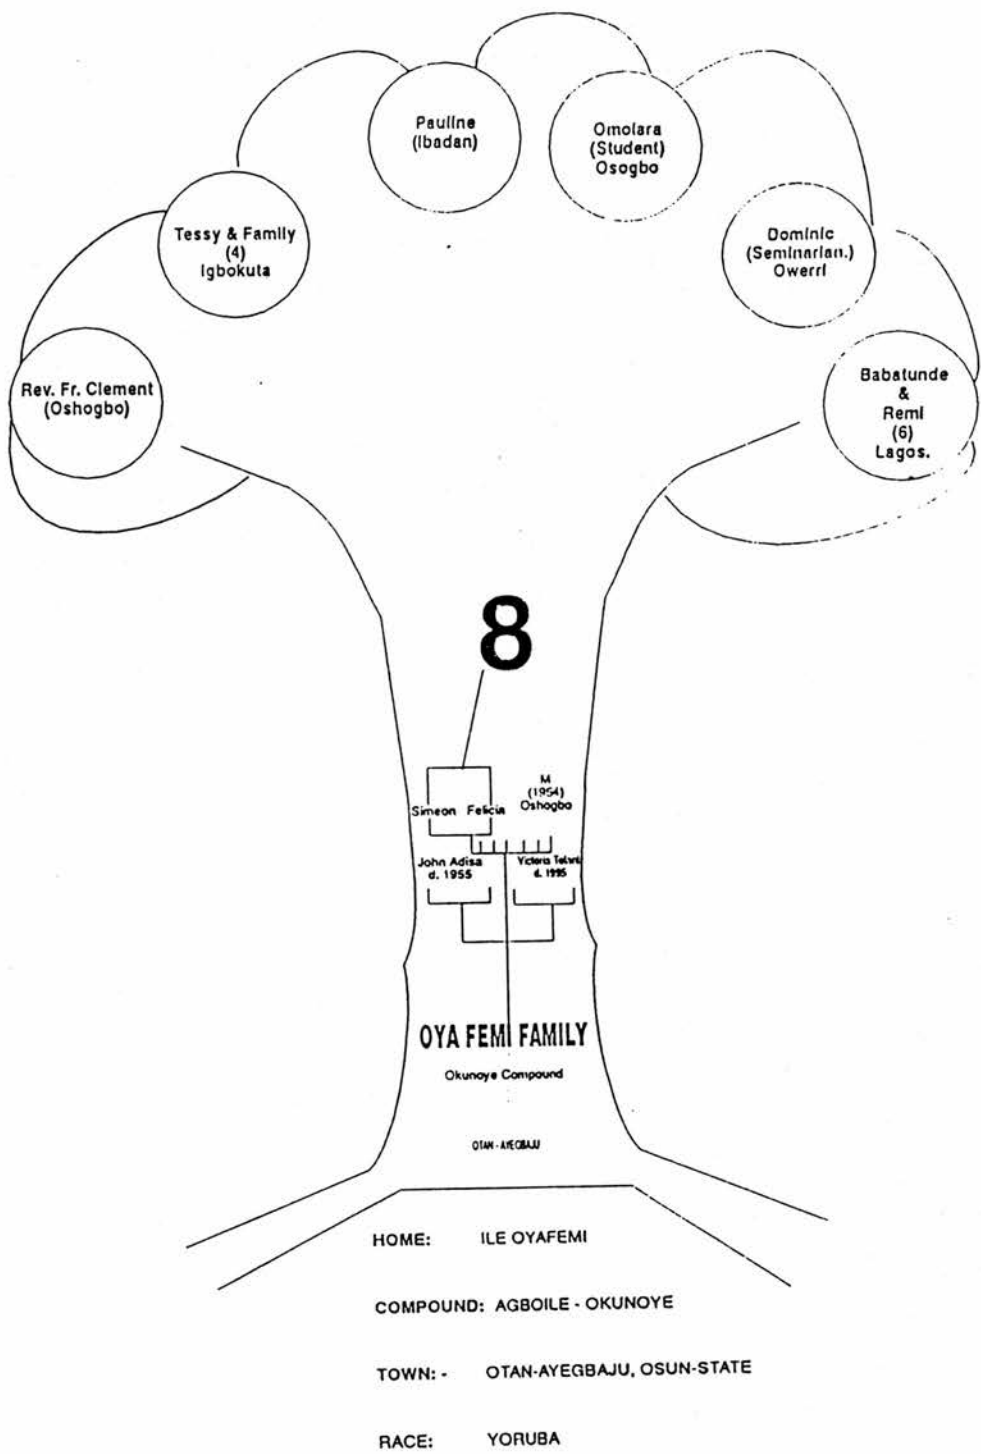 Pauline
(Ibadan)
Omolara
(Student)
Osogbo
Tessy & Family
(4)
Igbokuta
Dominic
(Seminarian.)
Owerri
Rev. Fr. Clement
(Oshogbo)
Babatunde
&
Remi
(6)
Lagos.
8
Simeon Felicia
M
(1954)
Oshogbo
John Adisa
d. 1955
Victoria
d. 1995
OYA FEMI FAMILY
Okunoye Compound
OTAN - AYEGBAJU
HOME: ILE OYAFEMI
COMPOUND: AGBOILE - OKUNOYE
TOWN: - OTAN-AYEGBAJU, OSUN-STATE
RACE: YORUBA